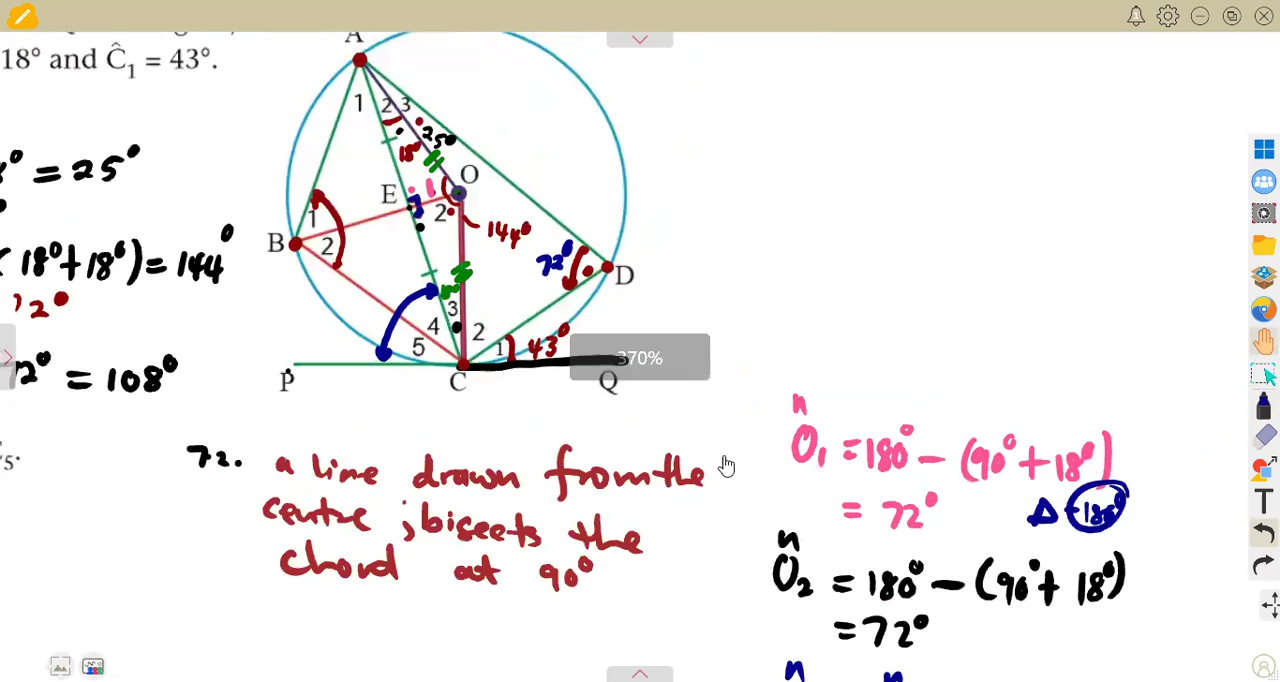 18° and Ĉ₁ = 43°.
A
1 2 3
25°
18°
= 25°
O
E 1
2
144°
1
B 2
(18° + 18°) = 144°
72°
D
72°
3
4 2
5 1 43°
370%
= 108°
P C Q
72. a line drawn from the
centre ; bisects the
chord at 90°
Ô₁ = 180° - (90° + 18°)
= 72°
Δ 180°
Ô₂ = 180° - (90° + 18°)
= 72°
T